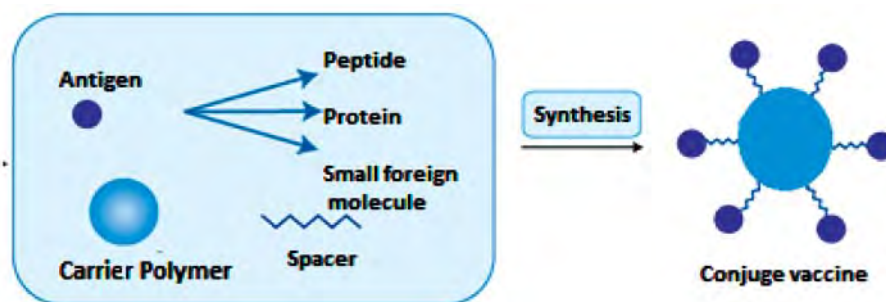 Antigen
Peptide
Protein
Small foreign
molecule
Carrier Polymer
Spacer
Synthesis
Conjuge vaccine